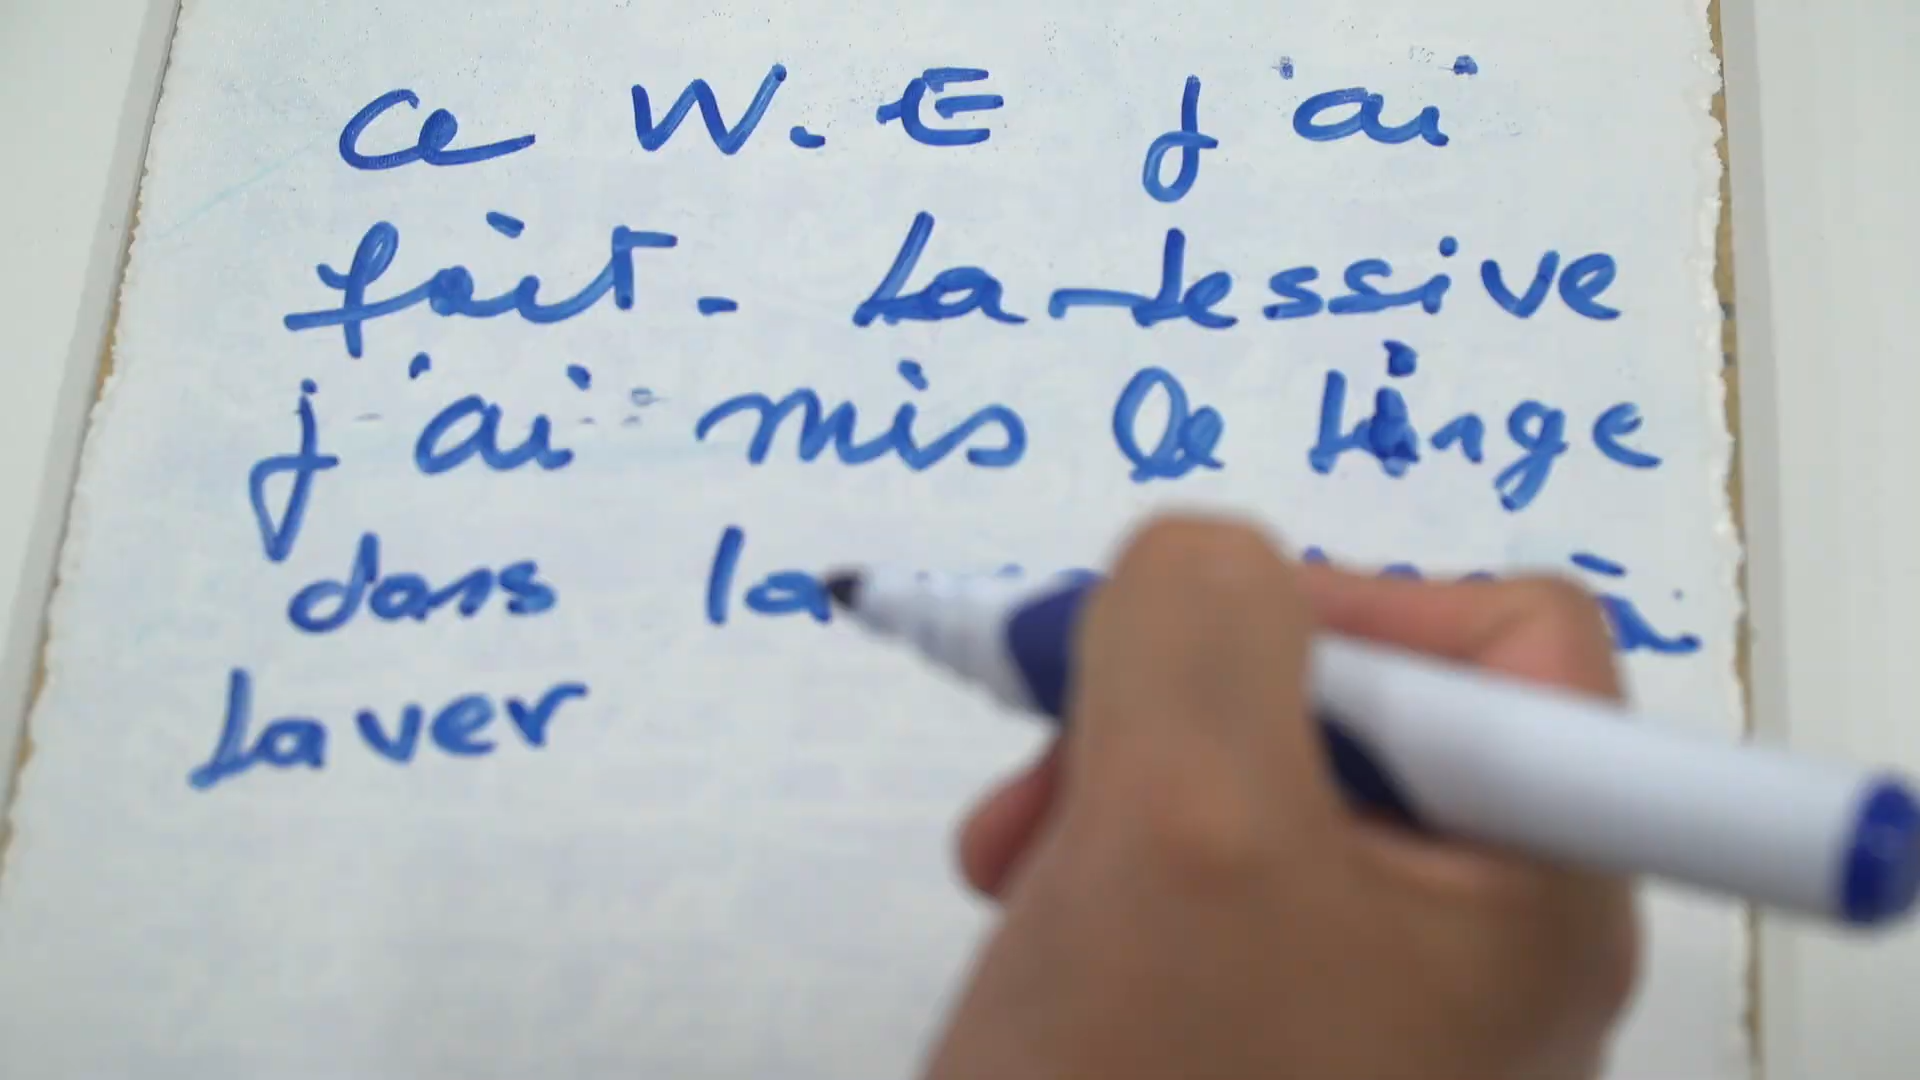 ce W.E j'ai
fait. La lessive
j'ai mis le Linge
dans la à
Laver